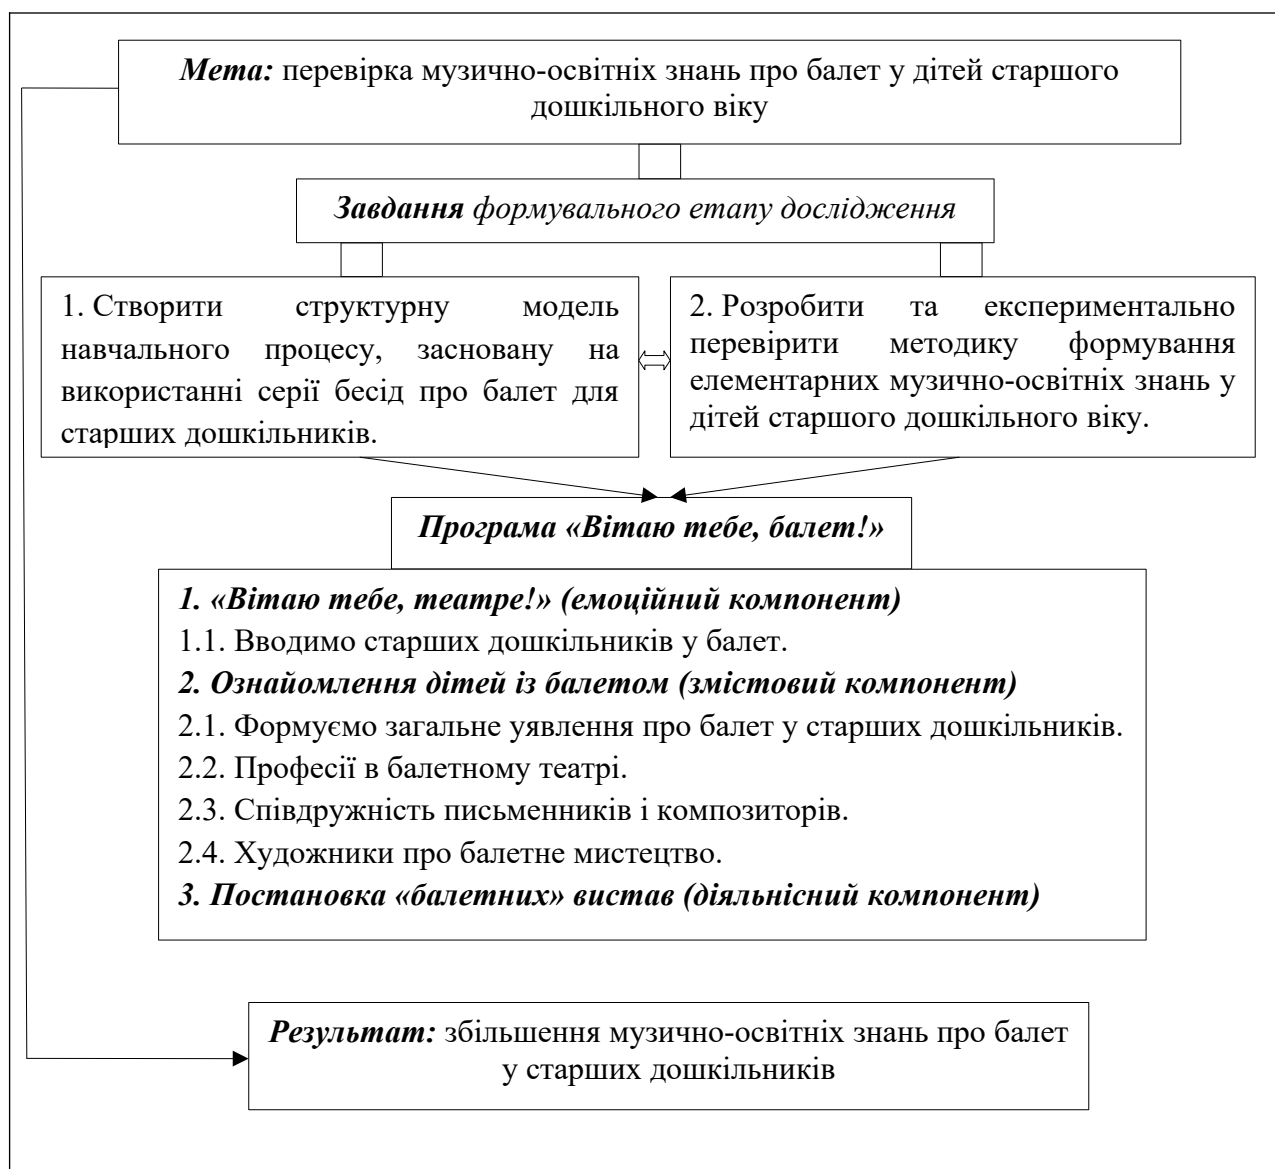 Мета: перевірка музично-освітніх знань про балет у дітей старшого
дошкільного віку
Завдання формувального етапу дослідження
1. Створити структурну модель
навчального процесу, засновану на
використанні серії бесід про балет для
старших дошкільників.
2. Розробити та експериментально
перевірити методику формування
елементарних музично-освітніх знань у
дітей старшого дошкільного віку.
Програма «Вітаю тебе, балет!»
1. «Вітаю тебе, театре!» (емоційний компонент)
1.1. Вводимо старших дошкільників у балет.
2. Ознайомлення дітей із балетом (змістовий компонент)
2.1. Формуємо загальне уявлення про балет у старших дошкільників.
2.2. Професії в балетному театрі.
2.3. Співдружність письменників і композиторів.
2.4. Художники про балетне мистецтво.
3. Постановка «балетних» вистав (діяльнісний компонент)
Результат: збільшення музично-освітніх знань про балет
у старших дошкільників